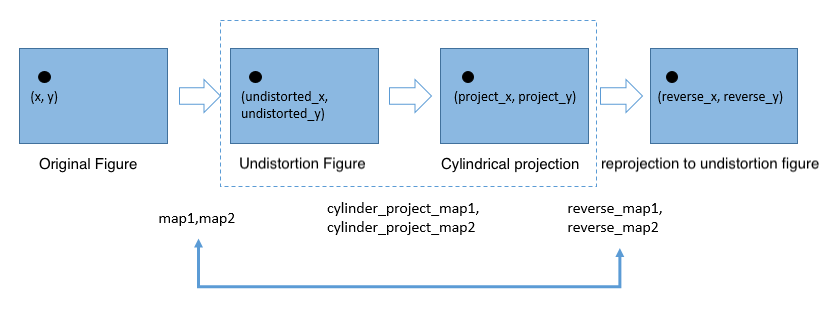 (x, y)
(undistorted_x,
undistorted_y)
(project_x, project_y)
(reverse_x, reverse_y)
Original Figure
Undistortion Figure
Cylindrical projection
reprojection to undistortion figure
map1,map2
cylinder_project_map1,
cylinder_project_map2
reverse_map1,
reverse_map2